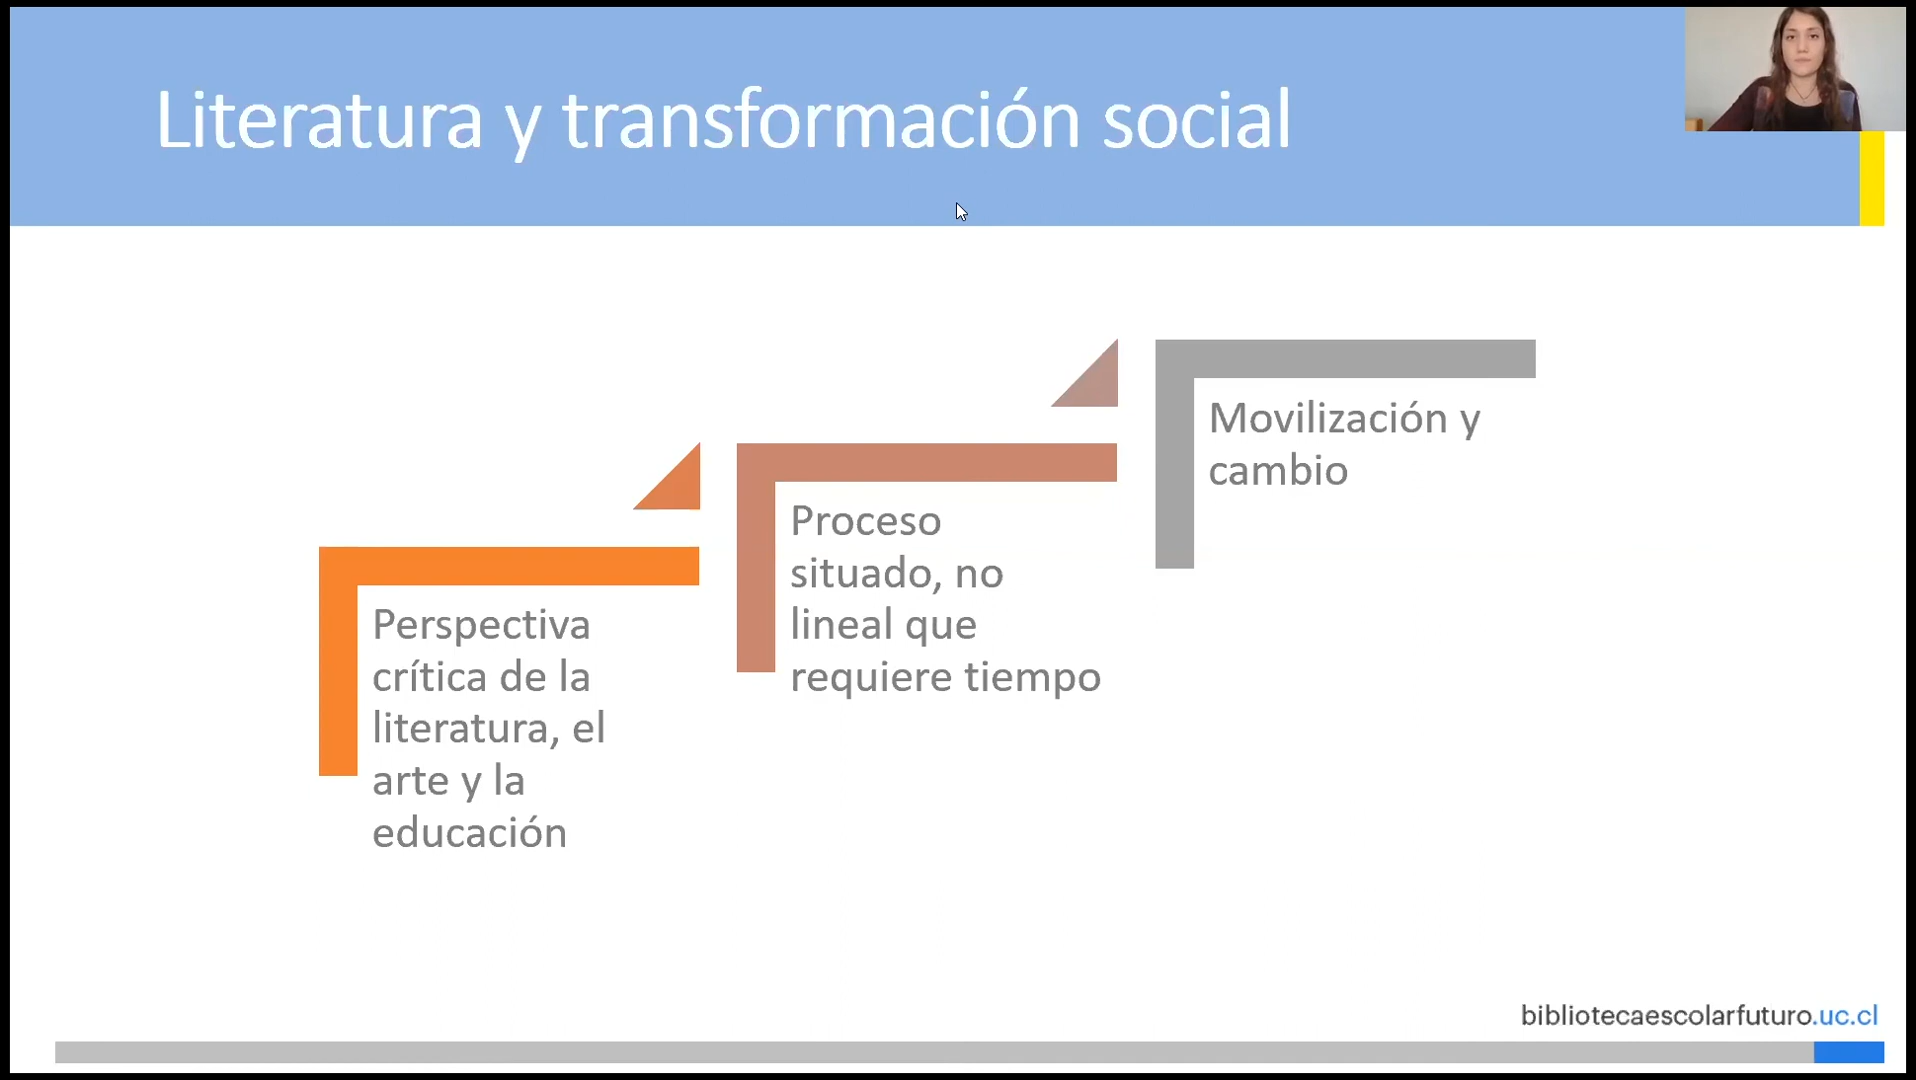 Literatura y transformación social
Perspectiva
crítica de la
literatura, el
arte y la
educación
Proceso
situado, no
lineal que
requiere tiempo
Movilización y
cambio
bibliotecaescolarfuturo.uc.cl